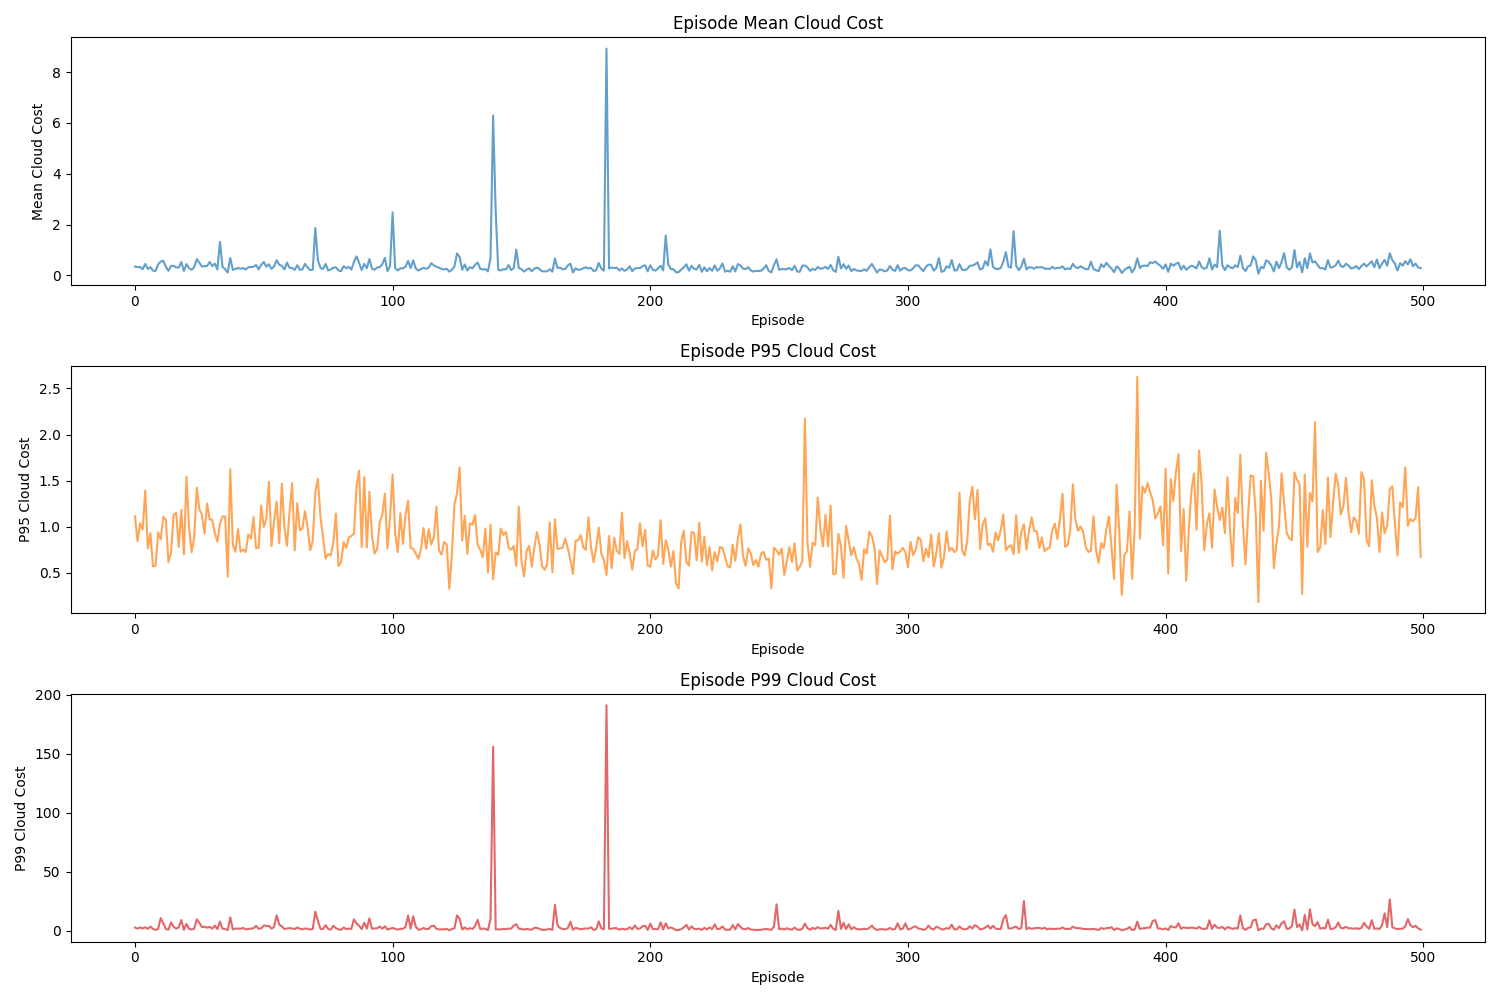 Episode Mean Cloud Cost
Mean Cloud Cost
8
6
4
2
0
0 100 200 300 400 500
Episode
Episode P95 Cloud Cost
P95 Cloud Cost
2.5
2.0
1.5
1.0
0.5
0 100 200 300 400 500
Episode
Episode P99 Cloud Cost
P99 Cloud Cost
200
150
100
50
0
0 100 200 300 400 500
Episode